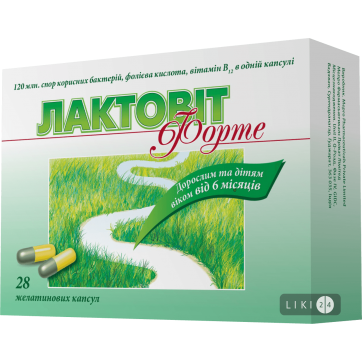 120 млн. спор корисних бактерій, фолієва кислота, вітамін B12 в одній капсулі
ЛАКТОВІТ
Форте
Дорослим та дітям
віком від 6 місяців
28
желатинових капсул
LIKI24